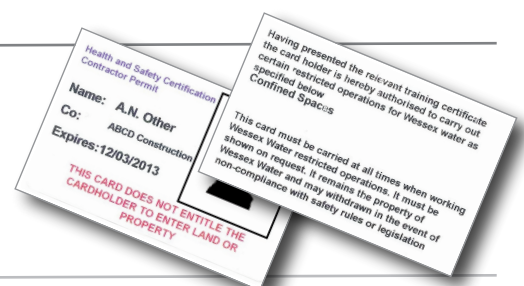 Health and Safety Certification
Contractor Permit
Name: A.N. Other
Co: ABCD Construction
Expires:12/03/2013
THIS CARD DOES NOT ENTITLE THE
CARDHOLDER TO ENTER LAND OR
PROPERTY
Having presented the relevant training certificate
the card holder is hereby authorised to carry out
certain restricted operations for Wessex water as
specified below
Confined Spaces
This card must be carried at all times when working
Wessex Water restricted operations. It must be
shown on request. It remains the property of
Wessex Water and may withdrawn in the event of
non-compliance with safety rules or legislation